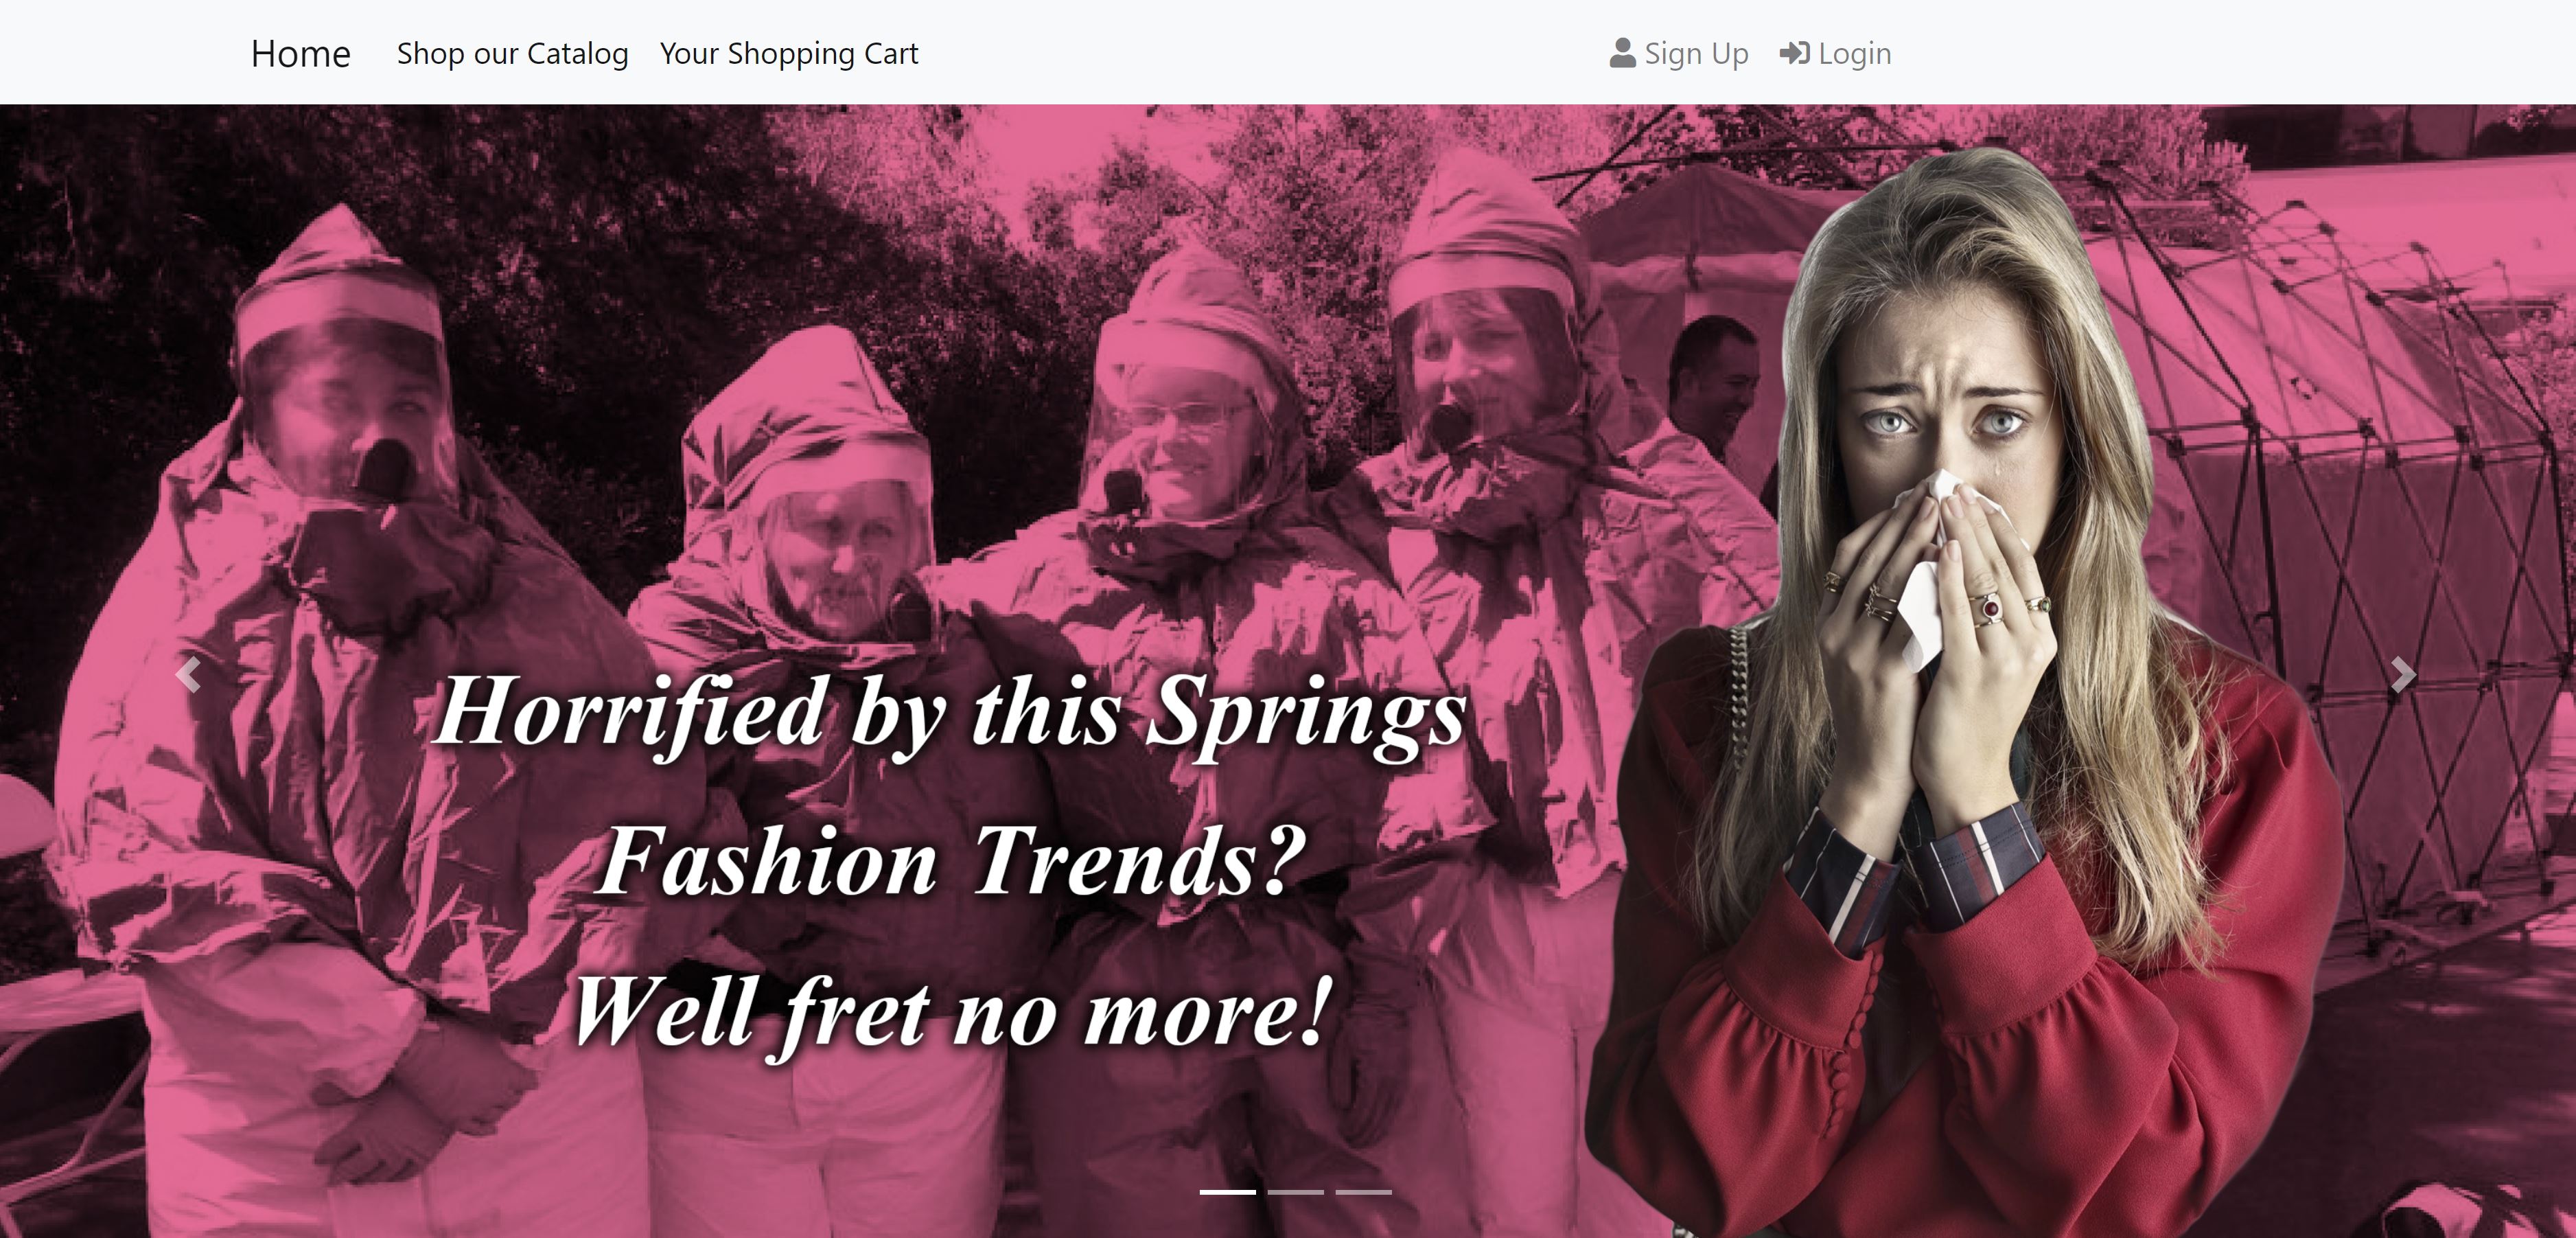 Home Shop our Catalog Your Shopping Cart Sign Up Login
Horrified by this Springs
Fashion Trends?
Well fret no more!